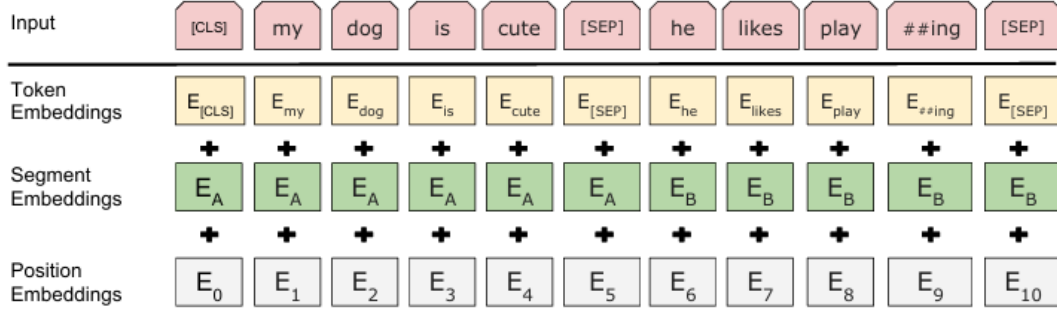 Input [CLS] my dog is cute [SEP] he likes play ##ing [SEP]
Token Embeddings E[CLS] Emy Edog Eis Ecute E[SEP] Ehe Elikes Eplay E##ing E[SEP]
+ + + + + + + + + + +
Segment Embeddings EA EA EA EA EA EA EB EB EB EB EB
+ + + + + + + + + + +
Position Embeddings E0 E1 E2 E3 E4 E5 E6 E7 E8 E9 E10